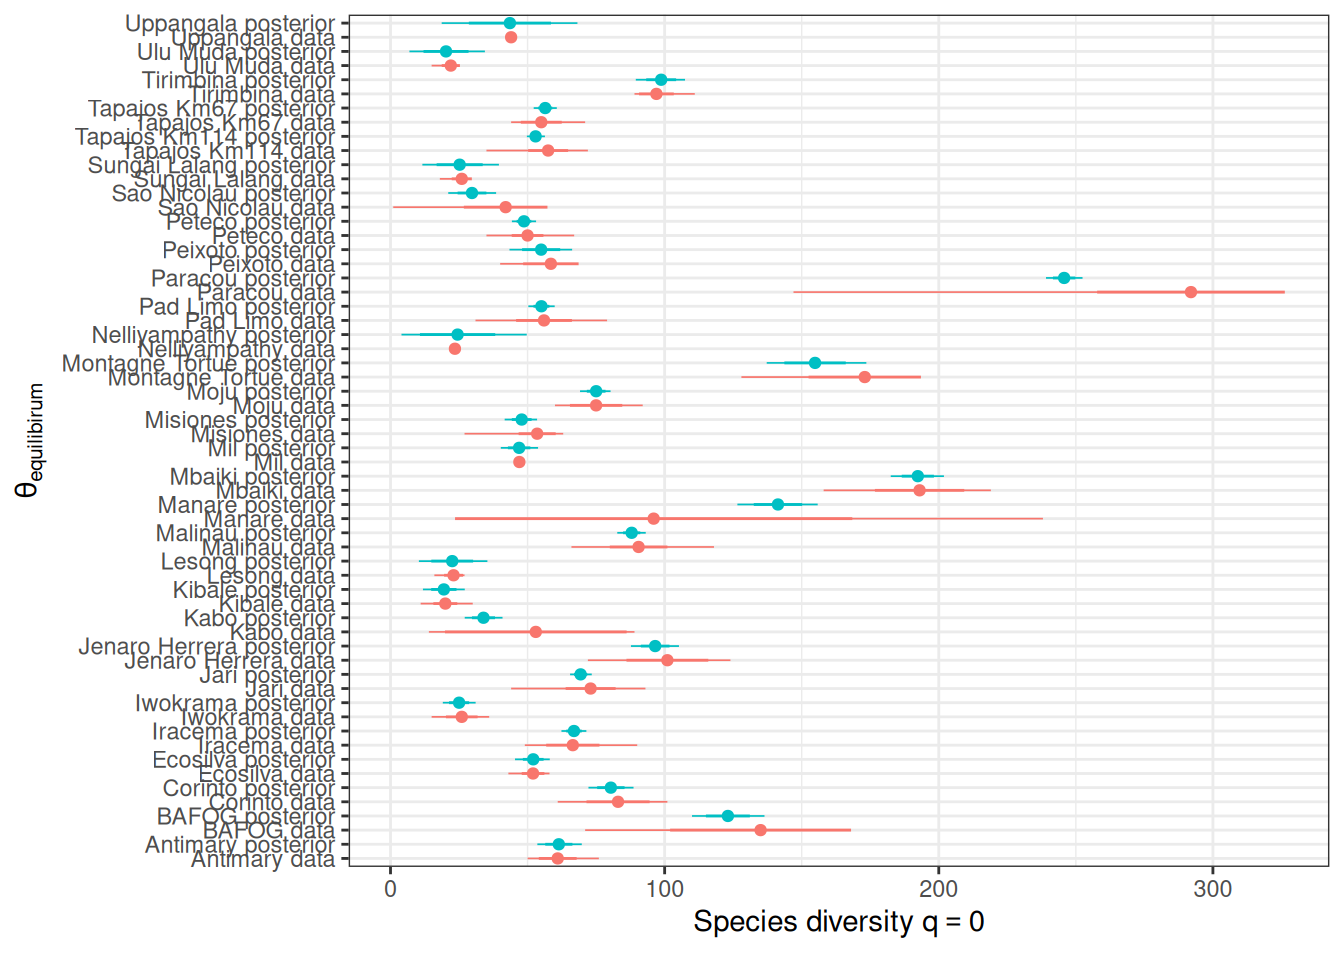 Uppangala posterior
Uppangala data
Ulu Muda posterior
Ulu Muda data
Tirimbina posterior
Tirimbina data
Tapajos Km67 posterior
Tapajos Km67 data
Tapajos Km114 posterior
Tapajos Km114 data
Sungai Lalang posterior
Sungai Lalang data
Sao Nicolau posterior
Sao Nicolau data
Peteco posterior
Peteco data
Peixoto posterior
Peixoto data
Paracou posterior
Paracou data
Pad Limo posterior
Pad Limo data
Nelliyampathy posterior
Nelliyampathy data
Montagne Tortue posterior
Montagne Tortue data
Moju posterior
Moju data
Misiones posterior
Misiones data
Mil posterior
Mil data
Mbaiki posterior
Mbaiki data
Manare posterior
Manare data
Malinau posterior
Malinau data
Lesong posterior
Lesong data
Kibale posterior
Kibale data
Kabo posterior
Kabo data
Jenaro Herrera posterior
Jenaro Herrera data
Jari posterior
Jari data
Iwokrama posterior
Iwokrama data
Iracema posterior
Iracema data
Ecosilva posterior
Ecosilva data
Corinto posterior
Corinto data
BAFOG posterior
BAFOG data
Antimary posterior
Antimary data
θequilibirum
0 100 200 300
Species diversity q = 0